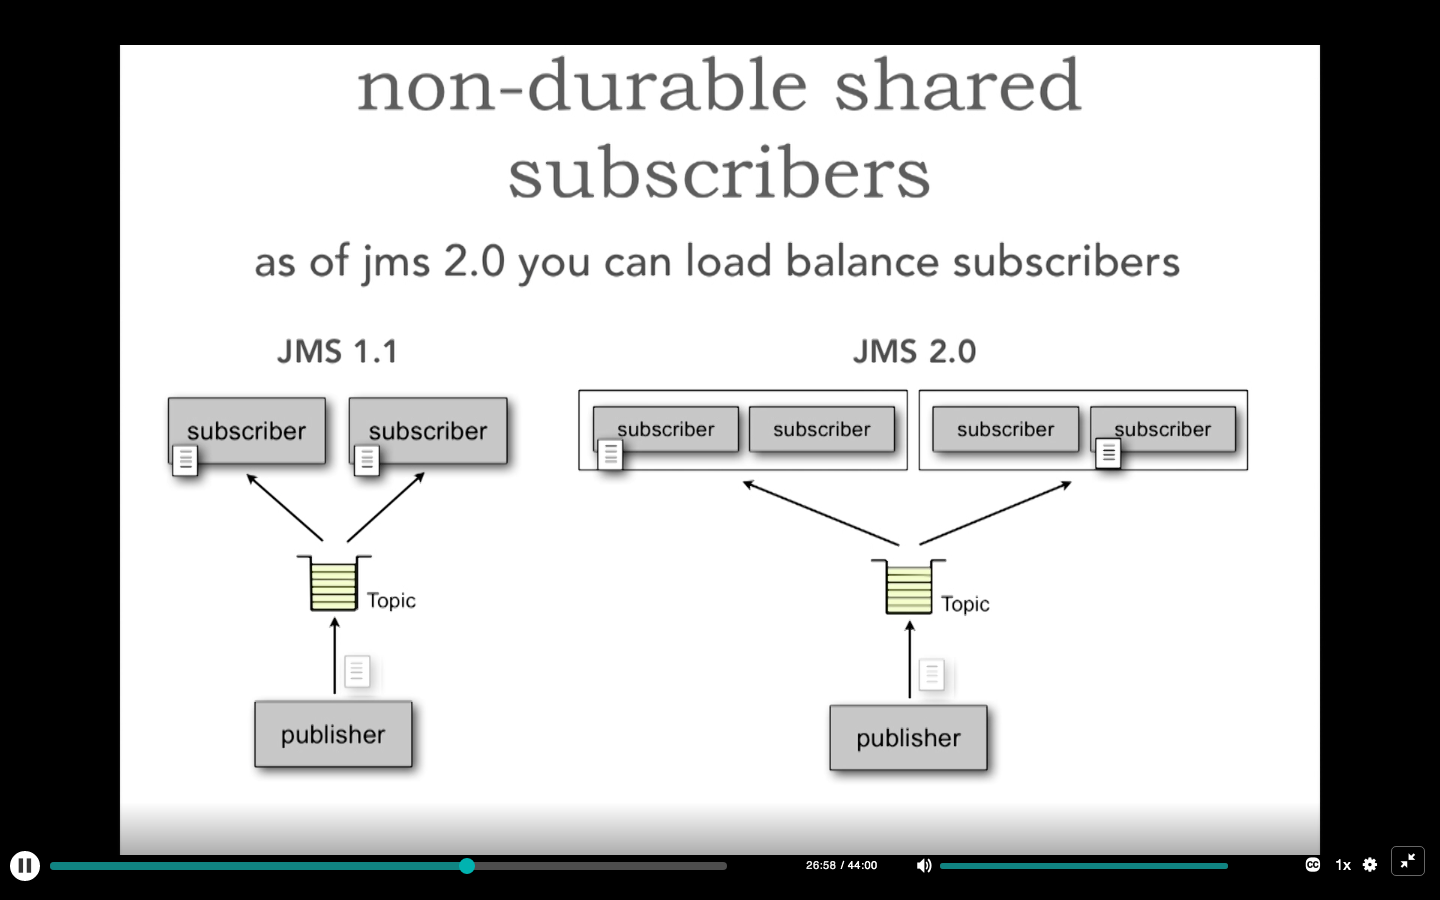 non-durable shared
subscribers
as of jms 2.0 you can load balance subscribers
JMS 1.1
JMS 2.0
subscriber
subscriber
subscriber
subscriber
subscriber
subscriber
Topic
Topic
publisher
publisher
26:58 / 44:00
CC
1x